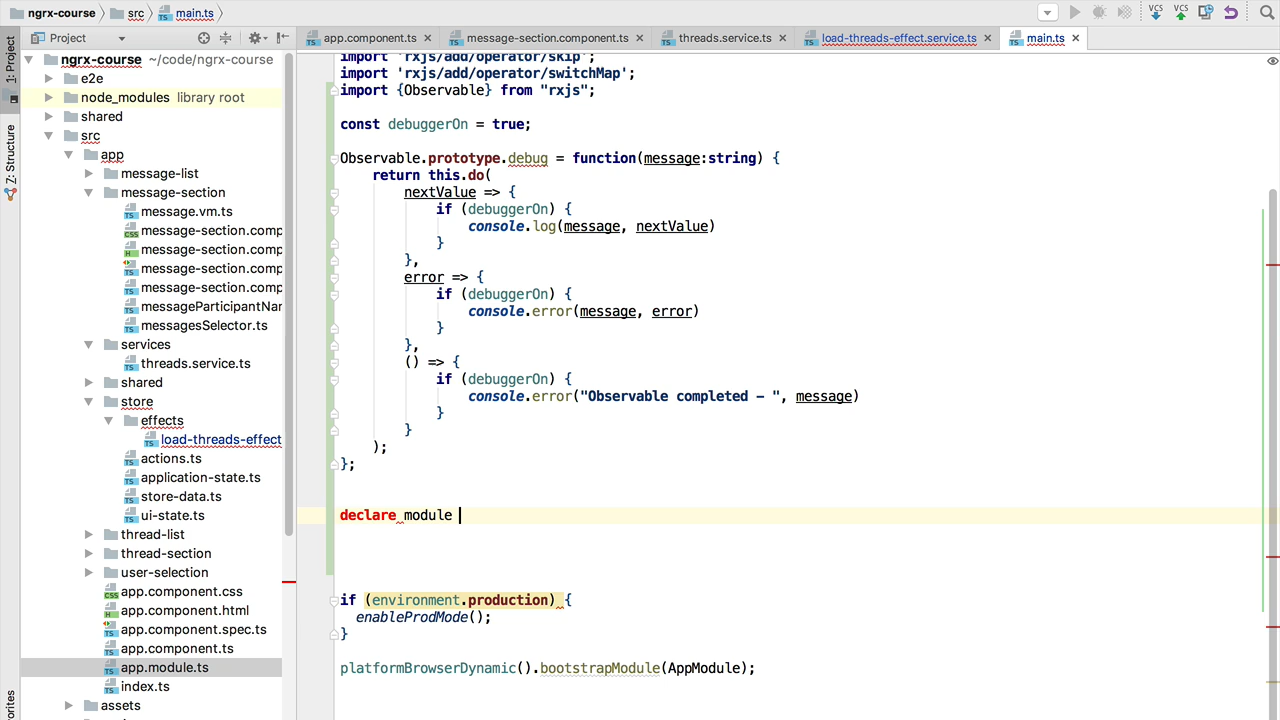 ngrx-course src main.ts
VCS VCS
1: Project
Project
app.component.ts message-section.component.ts threads.service.ts load-threads-effect.service.ts main.ts
ngrx-course ~/code/ngrx-course
e2e
node_modules library root
shared
src
app
message-list
message-section
message.vm.ts
message-section.comp
message-section.comp
message-section.comp
message-section.comp
messageParticipantNar
messagesSelector.ts
services
threads.service.ts
shared
store
effects
load-threads-effect
actions.ts
application-state.ts
store-data.ts
ui-state.ts
thread-list
thread-section
user-selection
app.component.css
app.component.html
app.component.spec.ts
app.component.ts
app.module.ts
index.ts
assets
Z: Structure
import 'rxjs/add/operator/skip';
import 'rxjs/add/operator/switchMap';
import {Observable} from "rxjs";
const debuggerOn = true;
Observable.prototype.debug = function(message:string) {
return this.do(
nextValue => {
if (debuggerOn) {
console.log(message, nextValue)
}
},
error => {
if (debuggerOn) {
console.error(message, error)
}
},
() => {
if (debuggerOn) {
console.error("Observable completed - ", message)
}
}
);
};
declare module
if (environment.production) {
enableProdMode();
}
platformBrowserDynamic().bootstrapModule(AppModule);